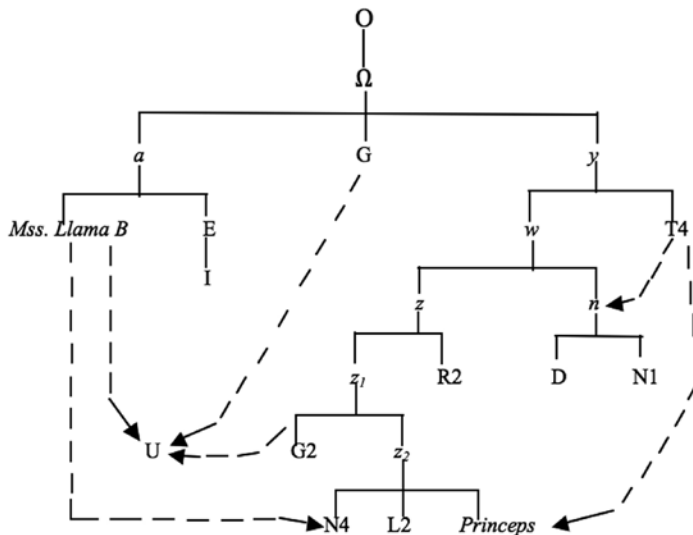 O
Ω
a G y
Mss. Llama B E w T4
I z n
z₁ R2 D N1
U G2 z₂
N4 L2 Princeps